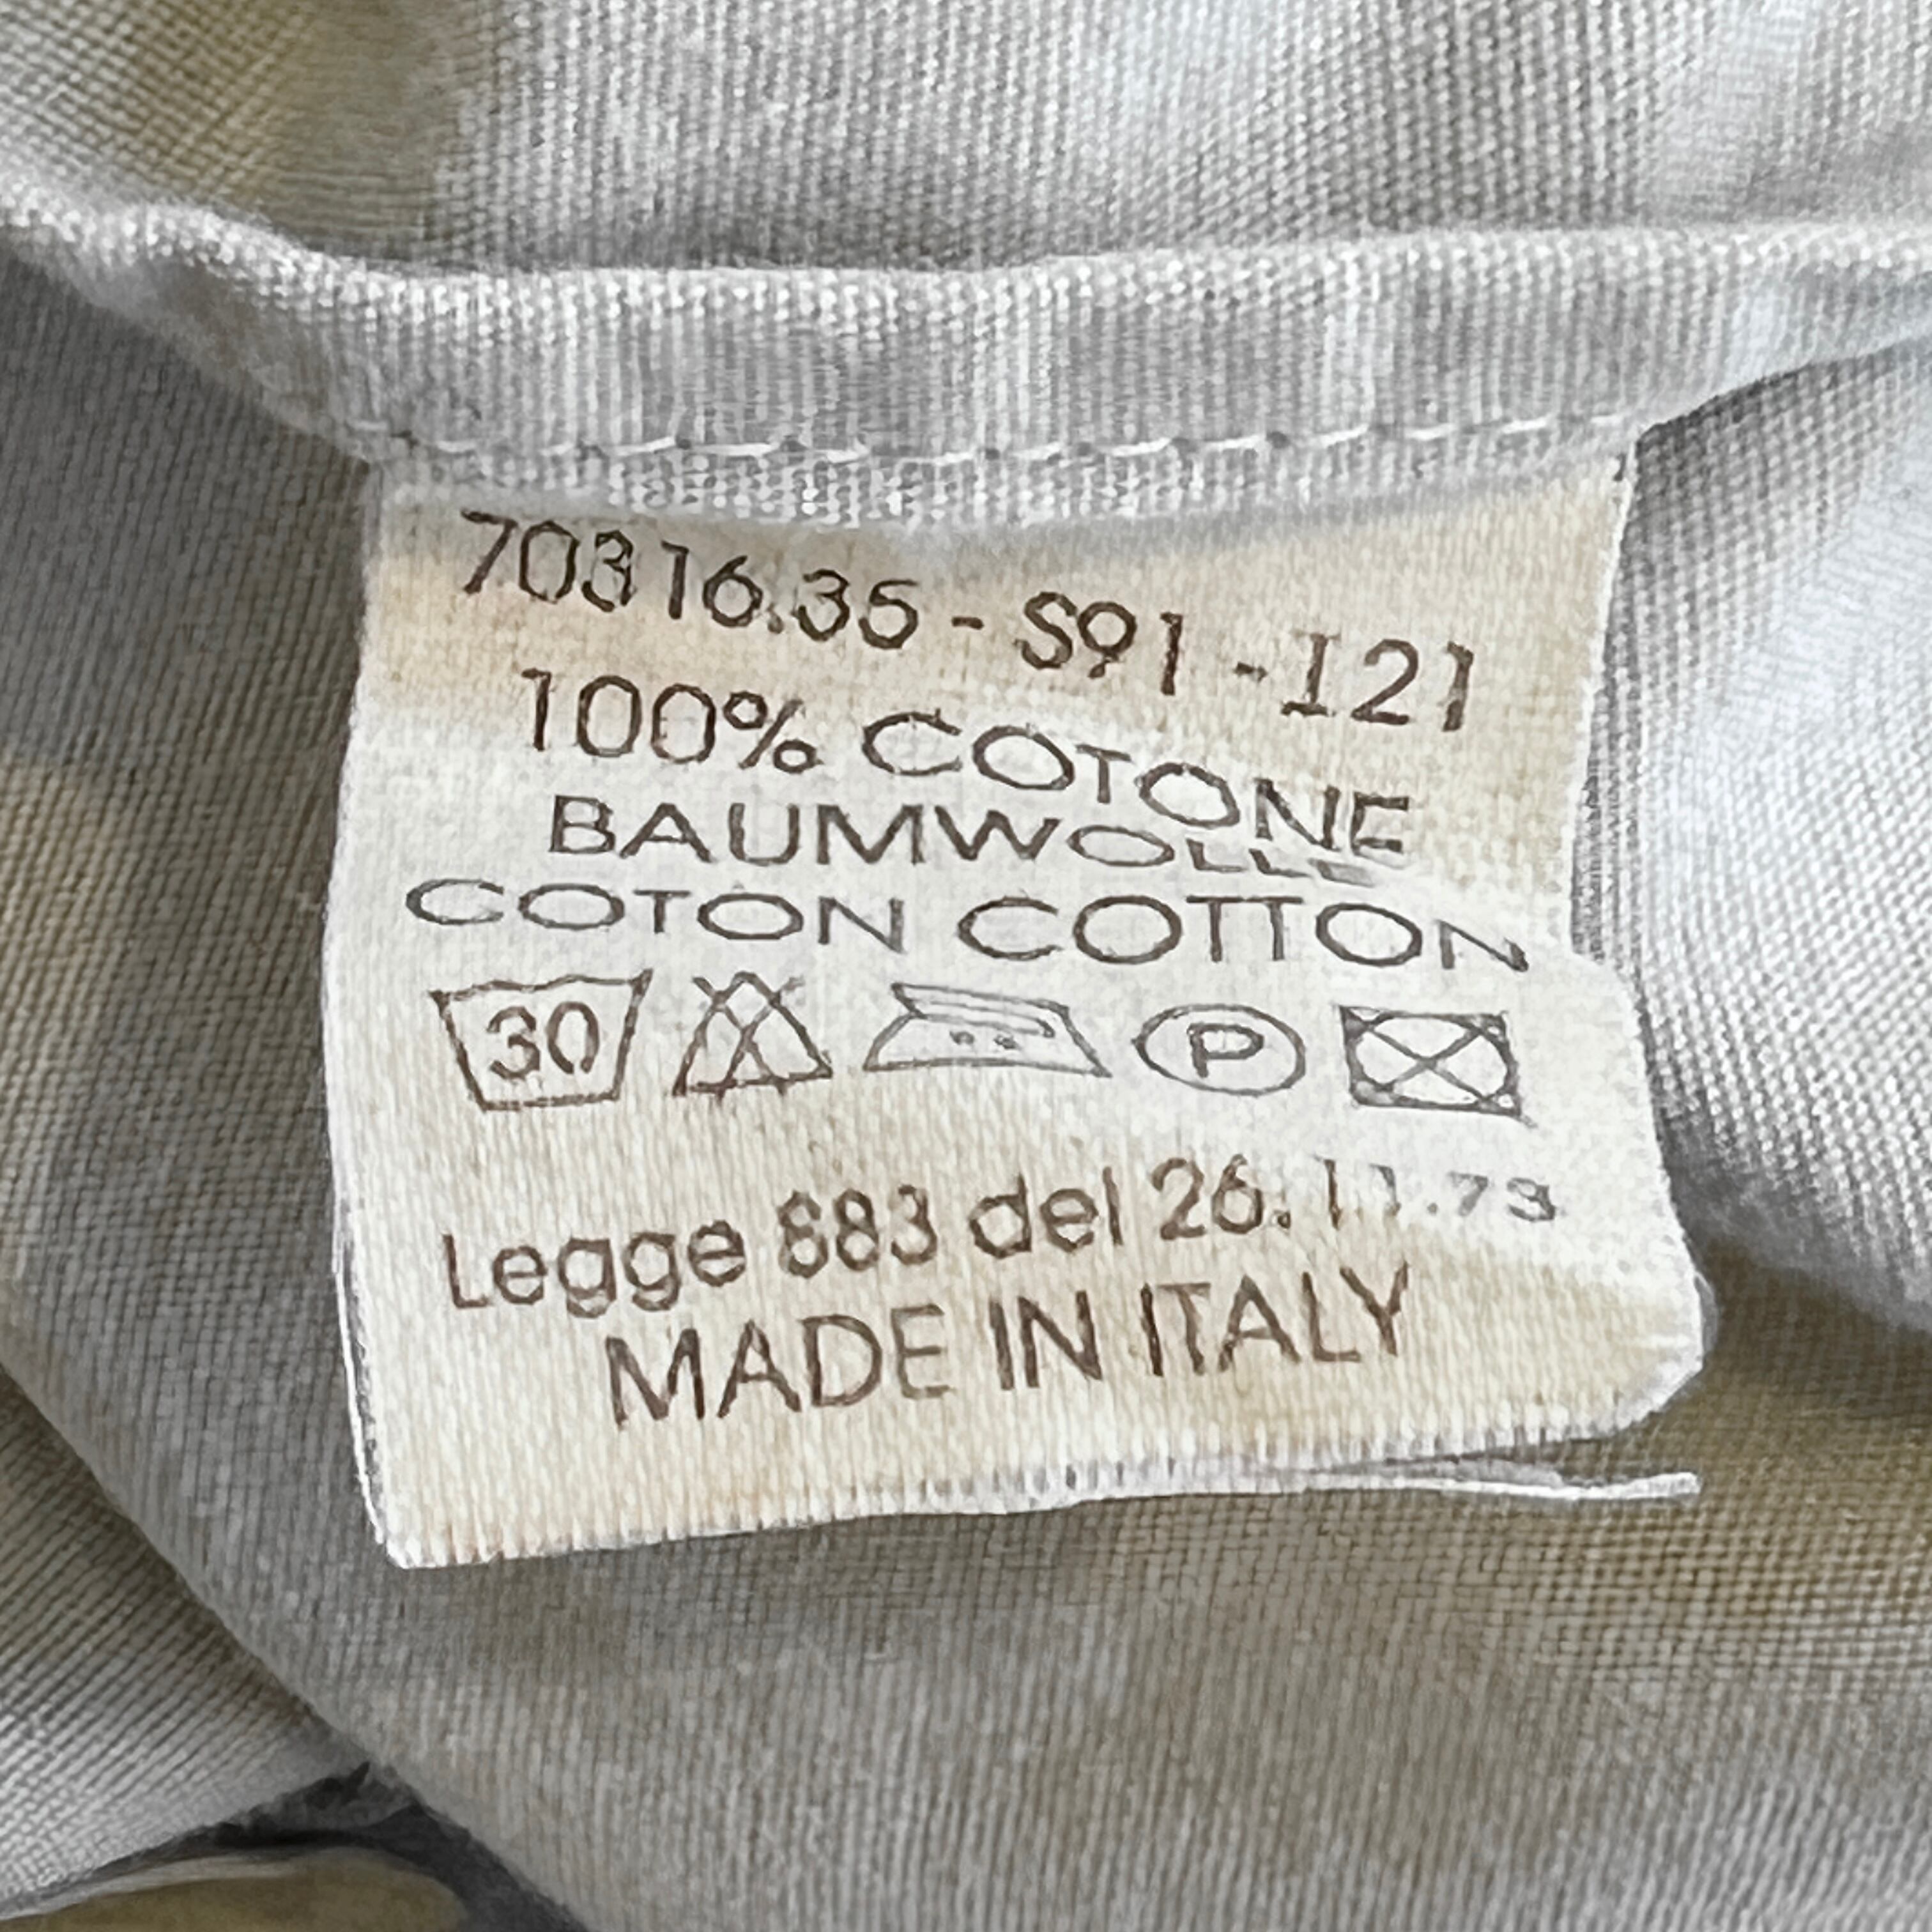 70316.35 - S91 - 121
100% COTONE
BAUMWOLLE
COTON COTTON
30 P
Legge 883 del 26.11.73
MADE IN ITALY